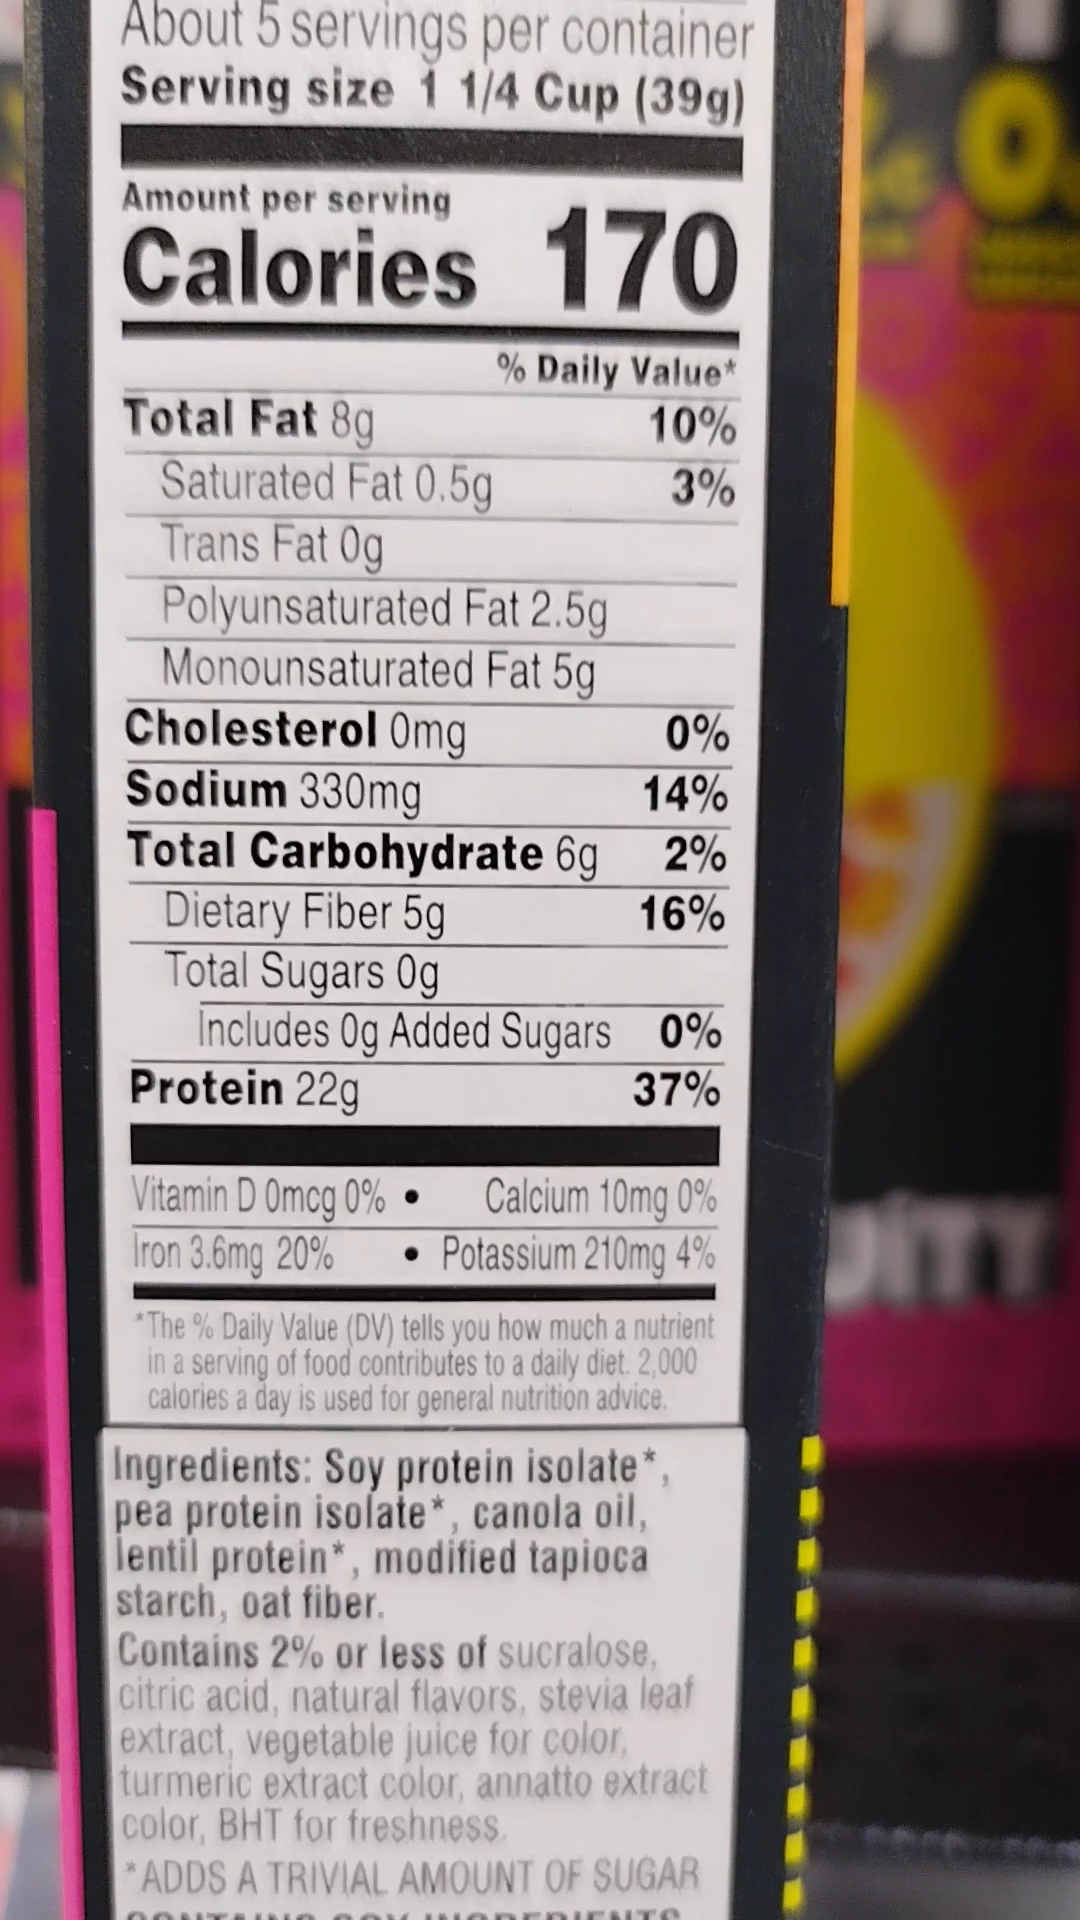 About 5 servings per container
Serving size 1 1/4 Cup (39g)
Amount per serving
Calories 170
% Daily Value*
Total Fat 8g 10%
Saturated Fat 0.5g 3%
Trans Fat 0g
Polyunsaturated Fat 2.5g
Monounsaturated Fat 5g
Cholesterol 0mg 0%
Sodium 330mg 14%
Total Carbohydrate 6g 2%
Dietary Fiber 5g 16%
Total Sugars 0g
Includes 0g Added Sugars 0%
Protein 22g 37%
Vitamin D 0mcg 0% • Calcium 10mg 0%
Iron 3.6mg 20% • Potassium 210mg 4%
*The % Daily Value (DV) tells you how much a nutrient
in a serving of food contributes to a daily diet. 2,000
calories a day is used for general nutrition advice.
Ingredients: Soy protein isolate*,
pea protein isolate*, canola oil,
lentil protein*, modified tapioca
starch, oat fiber.
Contains 2% or less of sucralose,
citric acid, natural flavors, stevia leaf
extract, vegetable juice for color,
turmeric extract color, annatto extract
color, BHT for freshness.
*ADDS A TRIVIAL AMOUNT OF SUGAR
CONTAINS SOY INGREDIENTS